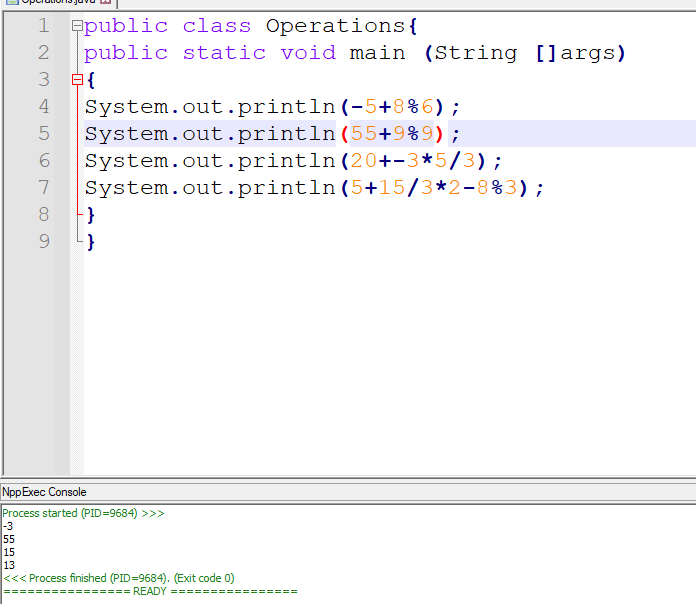 Operations.java
1 public class Operations{
2 public static void main (String []args)
3 {
4 System.out.println(-5+8%6);
5 System.out.println(55+9%9);
6 System.out.println(20+-3*5/3);
7 System.out.println(5+15/3*2-8%3);
8 }
9 }
NppExec Console
Process started (PID=9684) >>>
-3
55
15
13
<<< Process finished (PID=9684). (Exit code 0)
================ READY ================